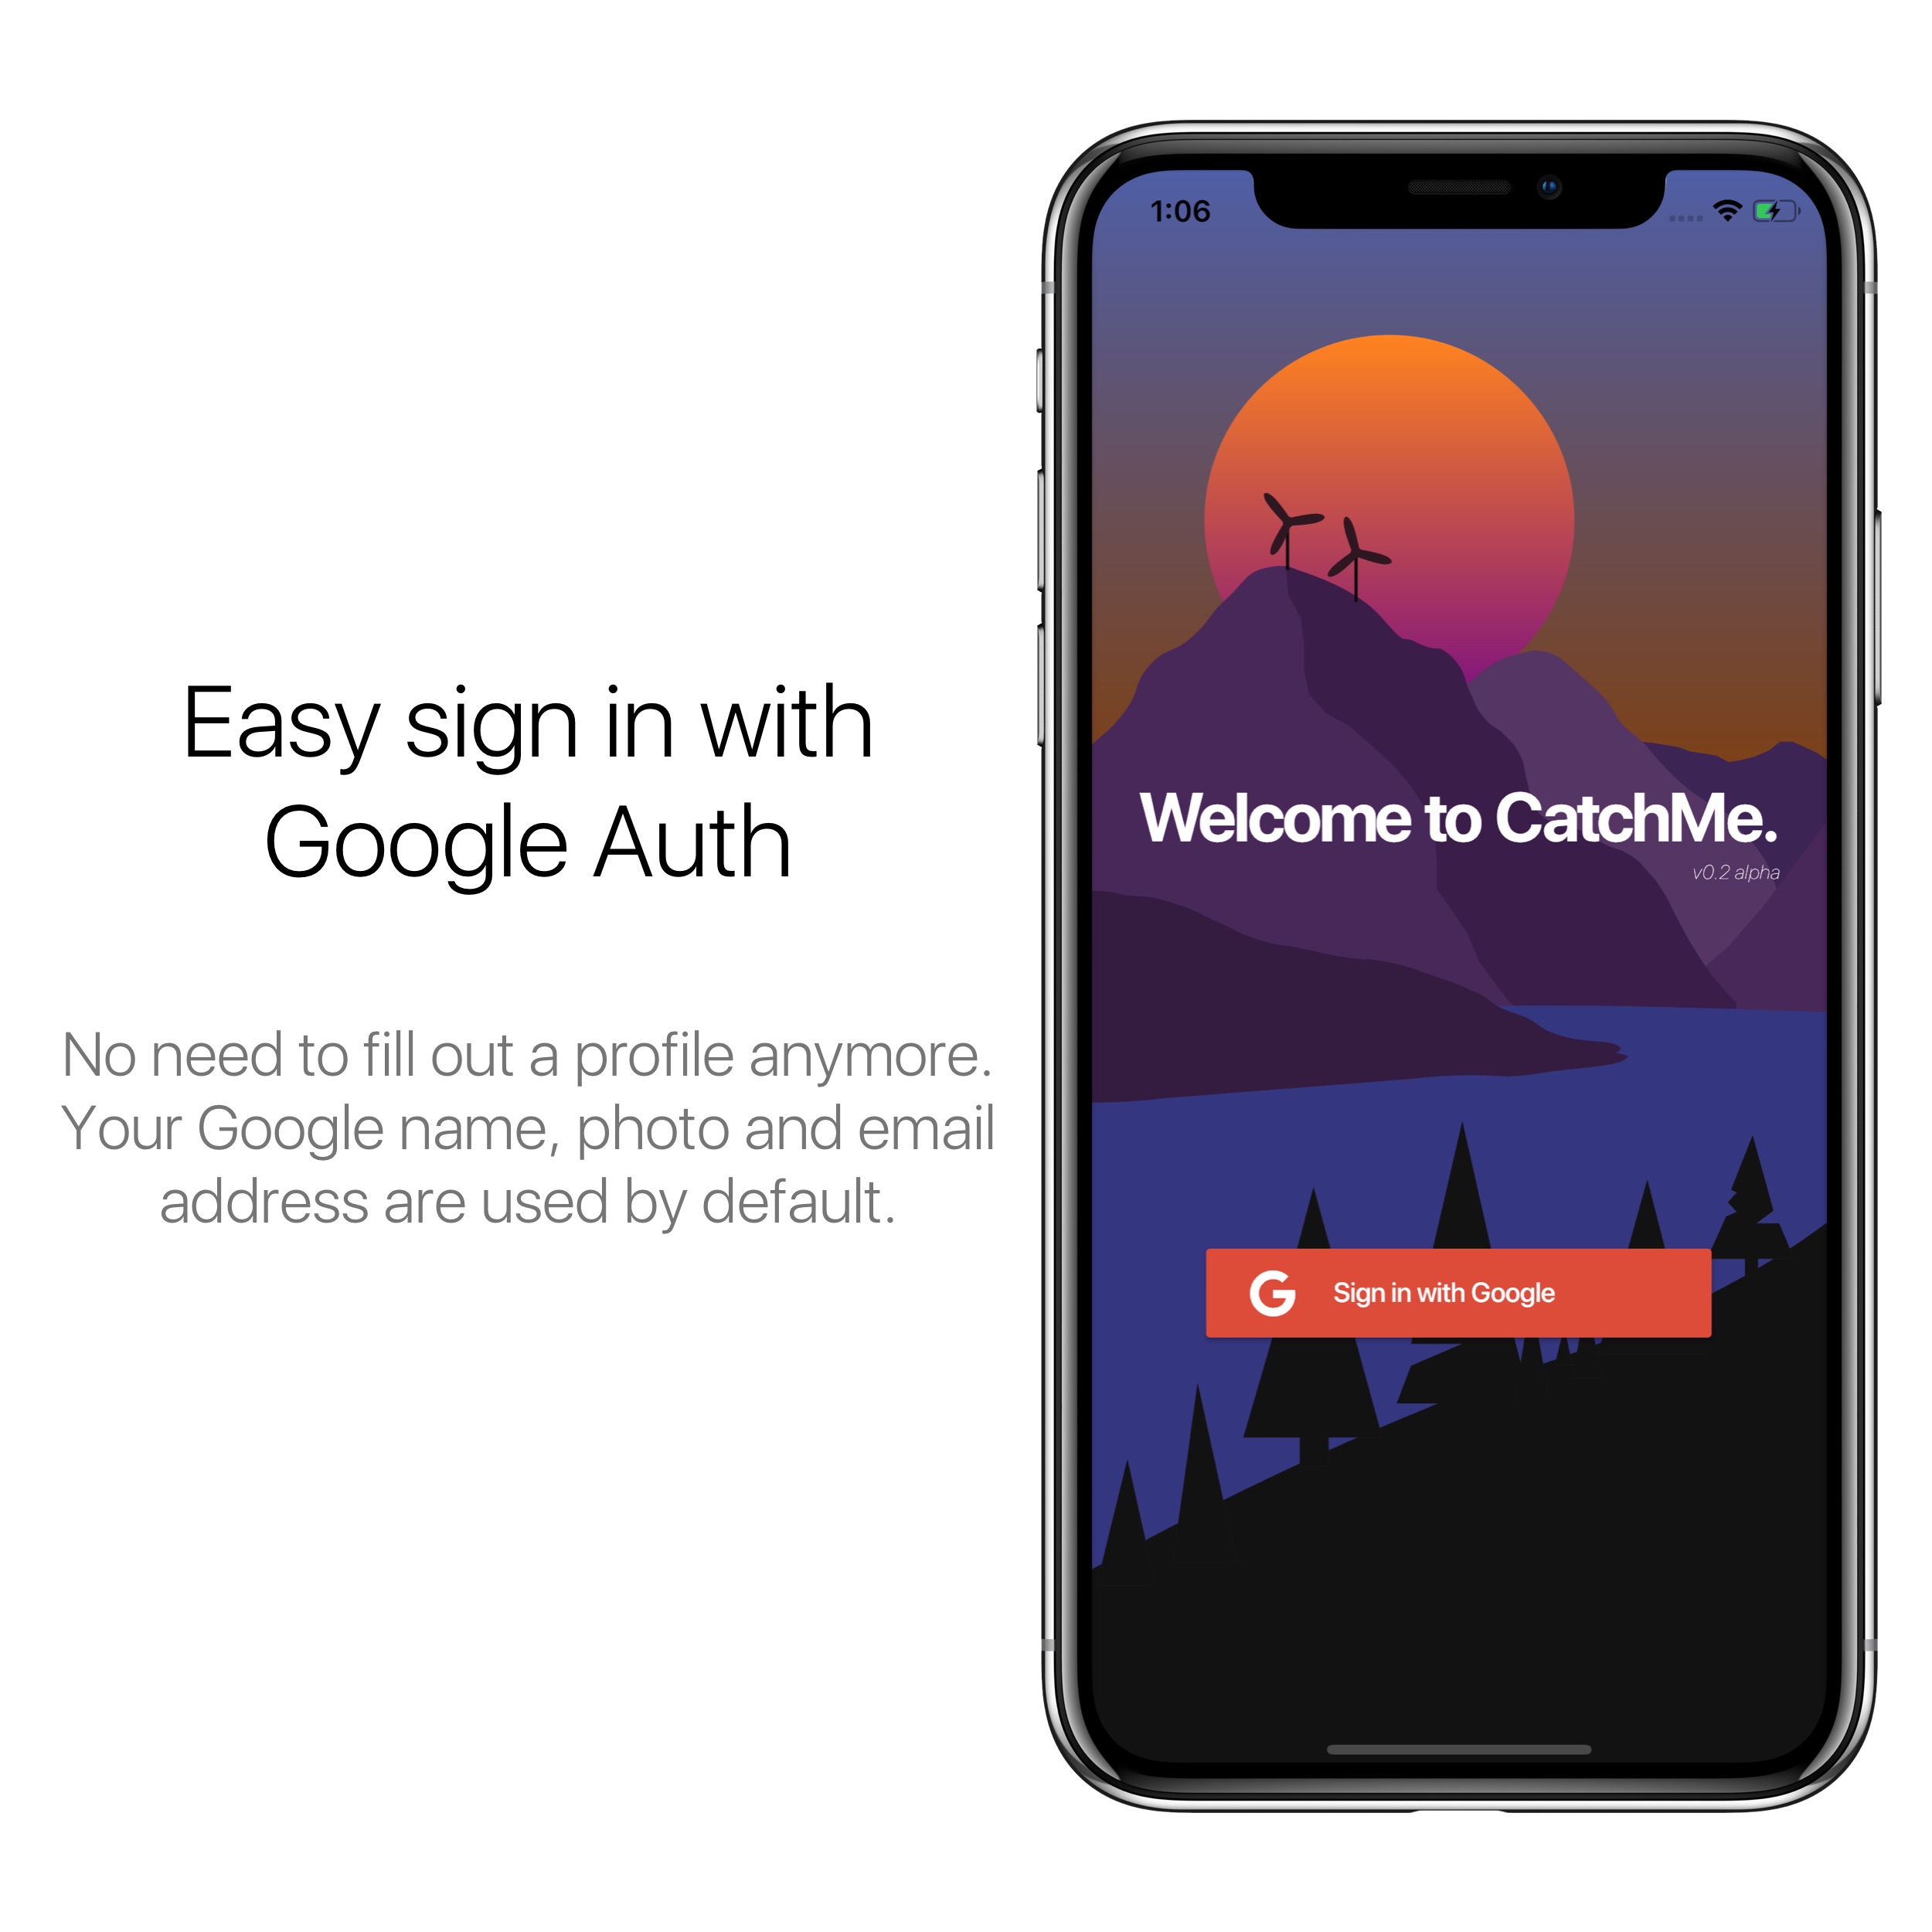 Easy sign in with
Google Auth
No need to fill out a profile anymore.
Your Google name, photo and email
address are used by default.
1:06
Welcome to CatchMe.
v0.2 alpha
G
Sign in with Google